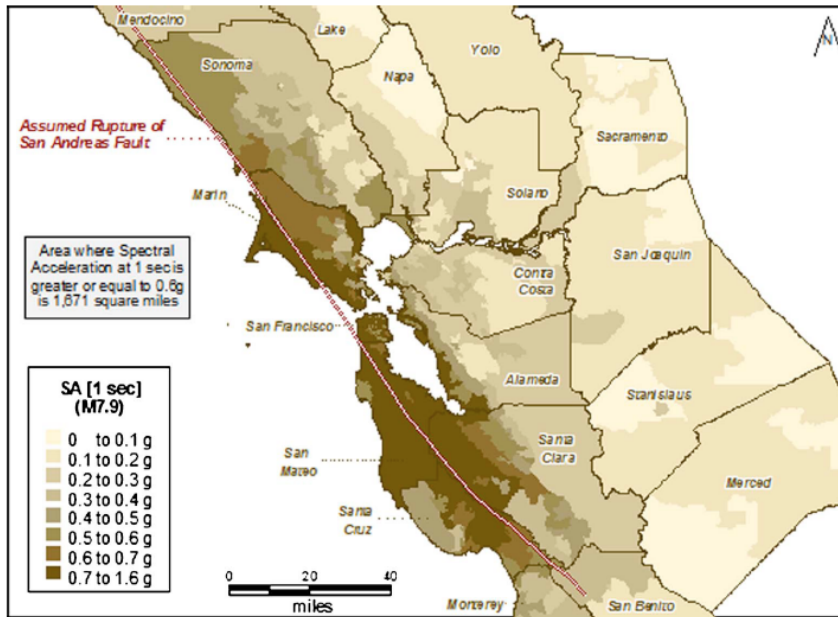 Mendocino
Lake
Yolo
Sonoma
Napa
N
Assumed Rupture of
San Andreas Fault
Sacramento
Solano
Marin
Area where Spectral
Acceleration at 1 sec is
greater or equal to 0.6g
is 1,671 square miles
Contra
Costa
San Joaquin
San Francisco
Alameda
Stanislaus
SA [1 sec]
(M7.9)
0 to 0.1 g
0.1 to 0.2 g
0.2 to 0.3 g
0.3 to 0.4 g
0.4 to 0.5 g
0.5 to 0.6 g
0.6 to 0.7 g
0.7 to 1.6 g
San
Mateo
Santa
Clara
Merced
Santa
Cruz
0 20 40
miles
Monterey
San Benito